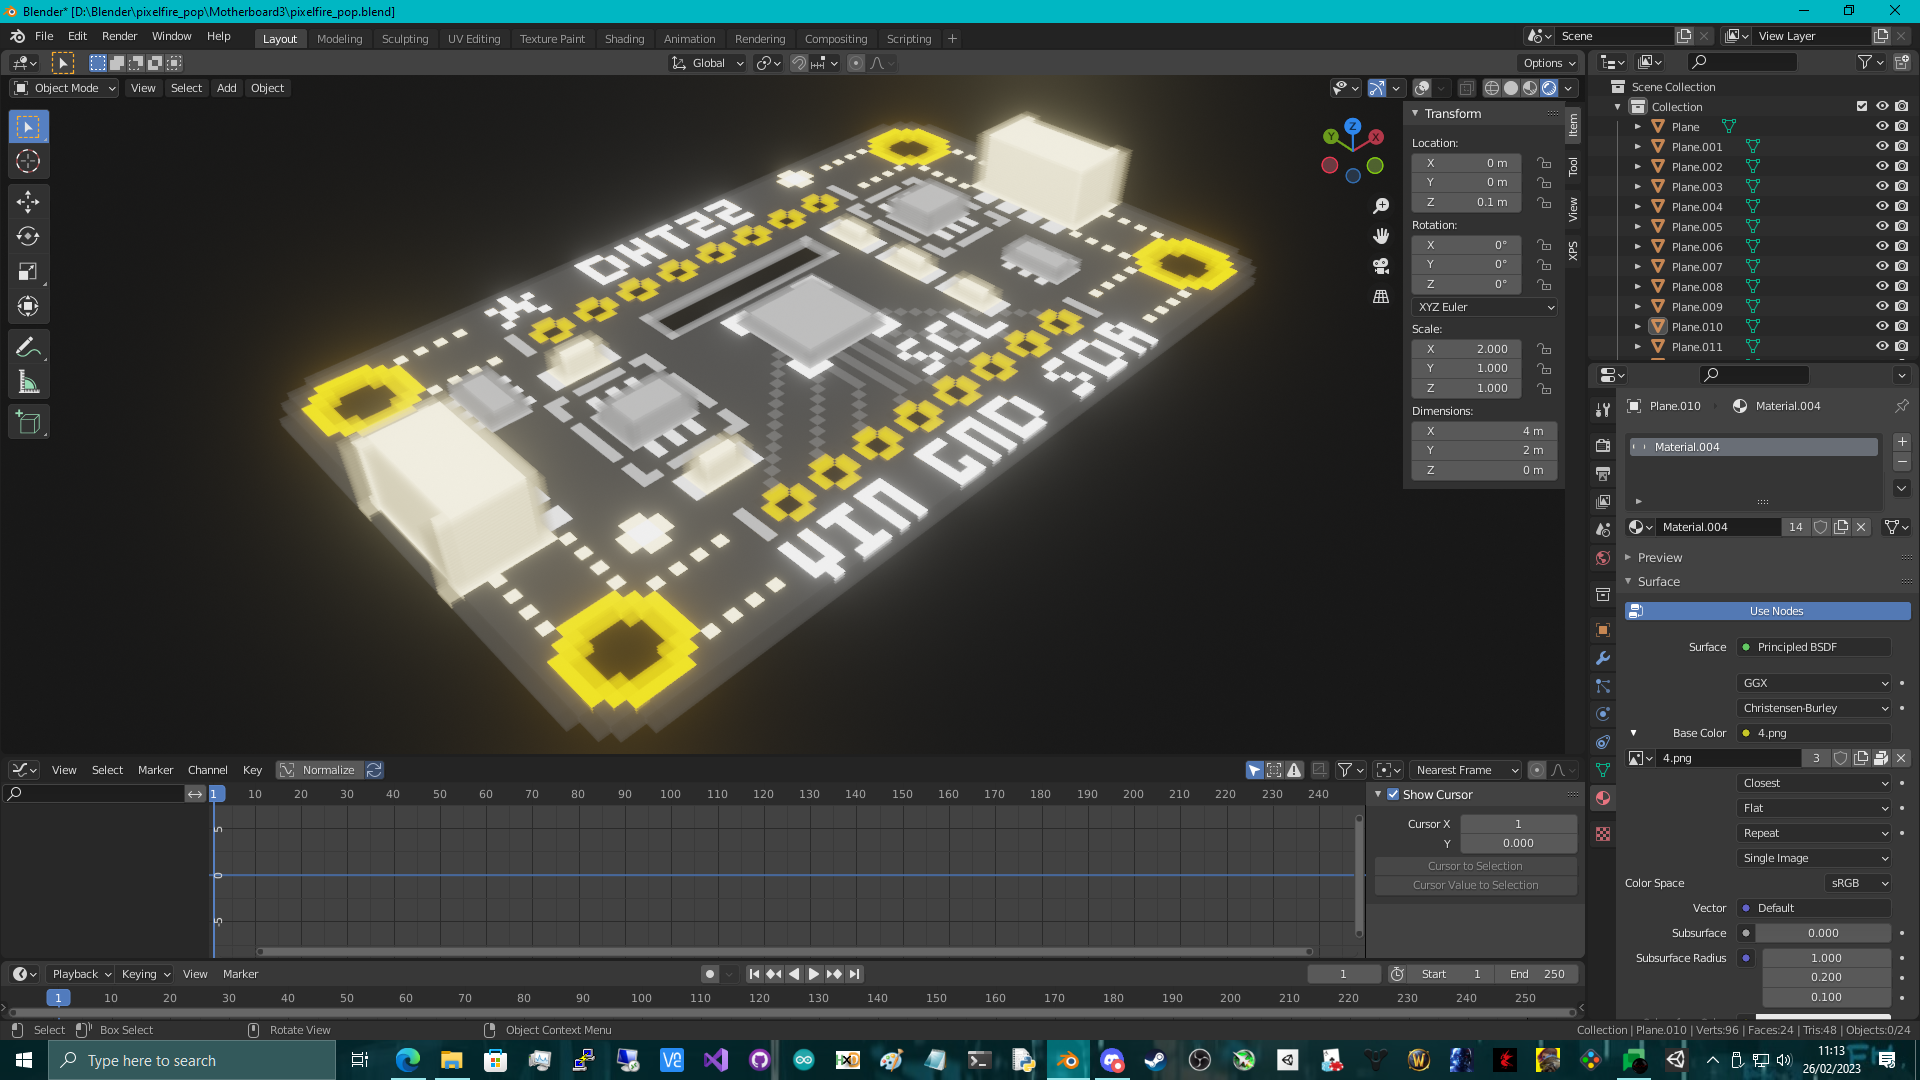 Blender* [D:\Blender\pixelfire_pop\Motherboard3\pixelfire_pop.blend]
File Edit Render Window Help
Layout Modeling Sculpting UV Editing Texture Paint Shading Animation Rendering Compositing Scripting +
Scene
View Layer
Global
Options
Object Mode View Select Add Object
Transform
Location:
X 0 m
Y 0 m
Z 0.1 m
Rotation:
X 0°
Y 0°
Z 0°
XYZ Euler
Scale:
X 2.000
Y 1.000
Z 1.000
Dimensions:
X 4 m
Y 2 m
Z 0 m
Item
Tool
View
XPS
Z
Y
X
DHT22
X
SCL
SDA
GND
VIN
Scene Collection
Collection
Plane
Plane.001
Plane.002
Plane.003
Plane.004
Plane.005
Plane.006
Plane.007
Plane.008
Plane.009
Plane.010
Plane.011
Plane.010 Material.004
Material.004
Material.004 14
Preview
Surface
Use Nodes
Surface Principled BSDF
GGX
Christensen-Burley
Base Color 4.png
4.png 3
Closest
Flat
Repeat
Single Image
Color Space sRGB
Vector Default
Subsurface 0.000
Subsurface Radius 1.000
0.200
0.100
View Select Marker Channel Key Normalize
Nearest Frame
1 10 20 30 40 50 60 70 80 90 100 110 120 130 140 150 160 170 180 190 200 210 220 230 240
5
0
-5
Show Cursor
Cursor X 1
Y 0.000
Cursor to Selection
Cursor Value to Selection
Playback Keying View Marker
1
Start 1
End 250
1 10 20 30 40 50 60 70 80 90 100 110 120 130 140 150 160 170 180 190 200 210 220 230 240 250
Select Box Select Rotate View Object Context Menu
Collection | Plane.010 | Verts:96 | Faces:24 | Tris:48 | Objects:0/24
Type here to search
11:13
26/02/2023